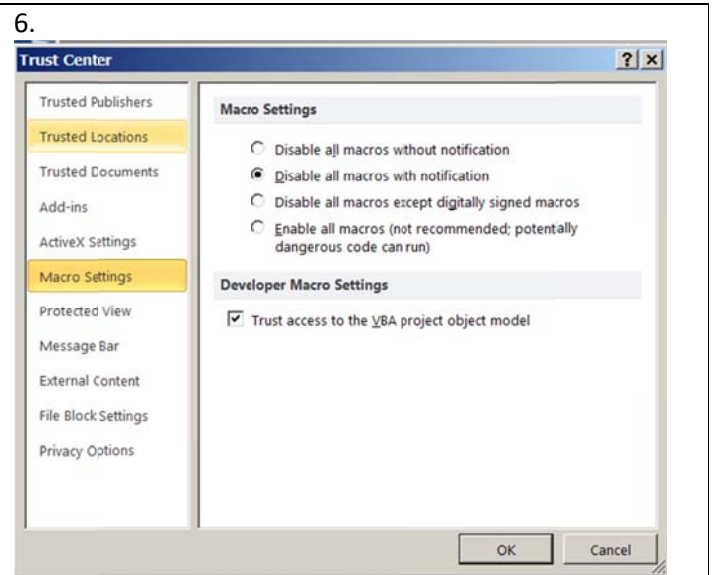 6.
Trust Center
Trusted Publishers
Trusted Locations
Trusted Documents
Add-ins
ActiveX Settings
Macro Settings
Protected View
Message Bar
External Content
File Block Settings
Privacy Options
Macro Settings
Disable all macros without notification
Disable all macros with notification
Disable all macros except digitally signed macros
Enable all macros (not recommended; potentially
dangerous code can run)
Developer Macro Settings
Trust access to the VBA project object model
OK
Cancel